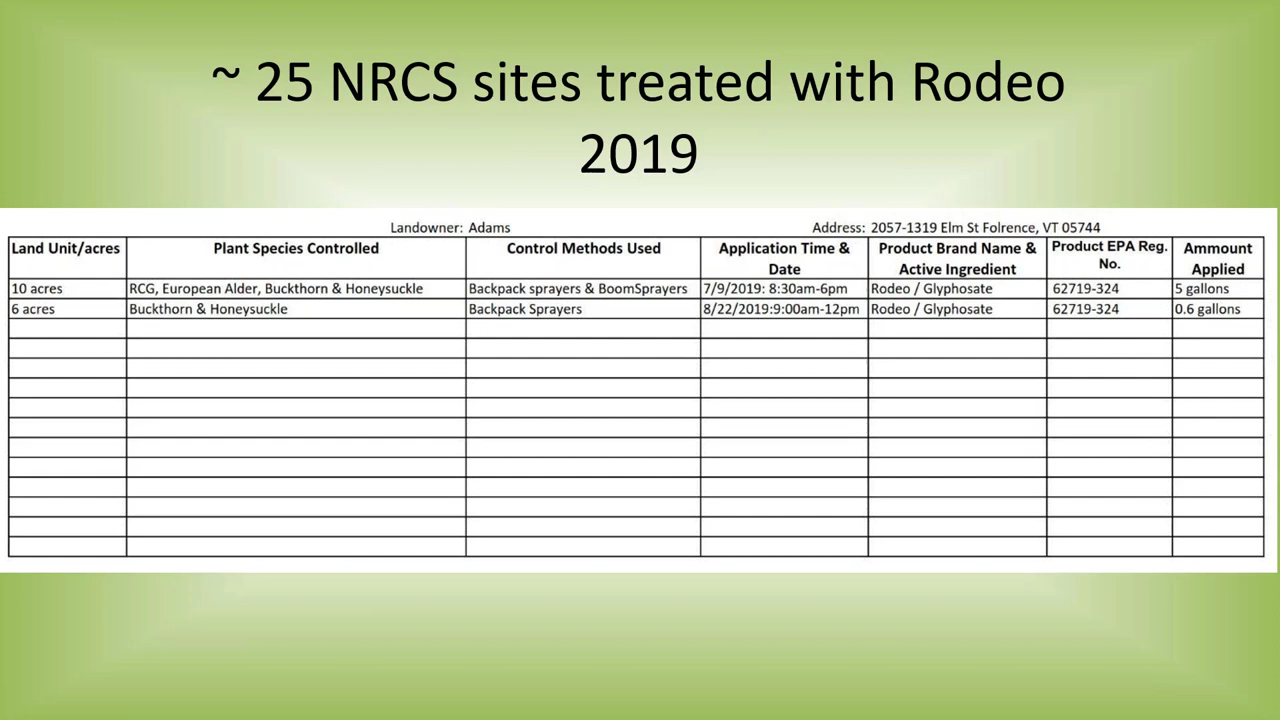 ~ 25 NRCS sites treated with Rodeo
2019
Landowner: Adams Address: 2057-1319 Elm St Folrence, VT 05744
Land Unit/acres Plant Species Controlled Control Methods Used Application Time & Date Product Brand Name & Active Ingredient Product EPA Reg. No. Ammount Applied
10 acres RCG, European Alder, Buckthorn & Honeysuckle Backpack sprayers & BoomSprayers 7/9/2019: 8:30am-6pm Rodeo / Glyphosate 62719-324 5 gallons
6 acres Buckthorn & Honeysuckle Backpack Sprayers 8/22/2019:9:00am-12pm Rodeo / Glyphosate 62719-324 0.6 gallons